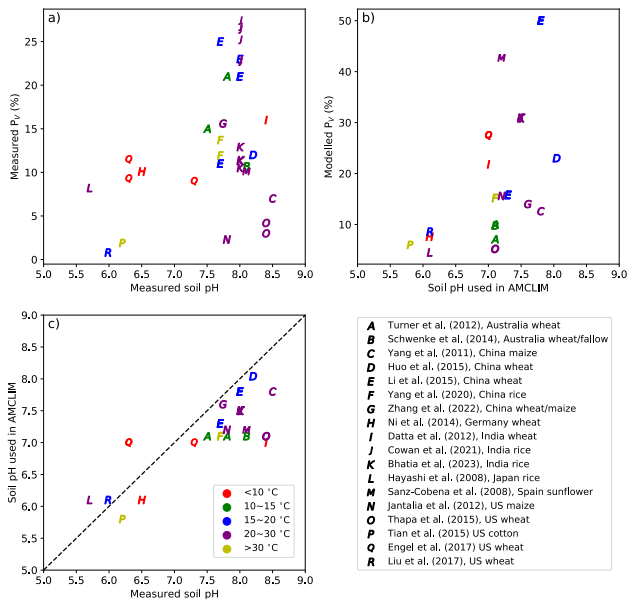 a)
25
20
15
10
5
0
Measured P_V (%)
A
A
B
C
D
E
E
E
E
F
F
G
H
I
J
J
J
J
K
K
K
L
M
N
O
O
P
Q
Q
Q
R
5.0 5.5 6.0 6.5 7.0 7.5 8.0 8.5 9.0
Measured soil pH
b)
50
40
30
20
10
Modelled P_V (%)
A
A
B
C
D
E
E
F
G
H
I
K
L
M
N
O
P
Q
R
5.0 5.5 6.0 6.5 7.0 7.5 8.0 8.5 9.0
Soil pH used in AMCLIM
c)
9.0
8.5
8.0
7.5
7.0
6.5
6.0
5.5
5.0
Soil pH used in AMCLIM
A
A
B
C
D
E
E
F
G
H
I
K
L
M
N
O
P
Q
Q
R
<10 °C
10~15 °C
15~20 °C
20~30 °C
>30 °C
5.0 5.5 6.0 6.5 7.0 7.5 8.0 8.5 9.0
Measured soil pH
A Turner et al. (2012), Australia wheat
B Schwenke et al. (2014), Australia wheat/fallow
C Yang et al. (2011), China maize
D Huo et al. (2015), China wheat
E Li et al. (2015), China wheat
F Yang et al. (2020), China rice
G Zhang et al. (2022), China wheat/maize
H Ni et al. (2014), Germany wheat
I Datta et al. (2012), India wheat
J Cowan et al. (2021), India rice
K Bhatia et al. (2023), India rice
L Hayashi et al. (2008), Japan rice
M Sanz-Cobena et al. (2008), Spain sunflower
N Jantalia et al. (2012), US maize
O Thapa et al. (2015), US wheat
P Tian et al. (2015) US cotton
Q Engel et al. (2017) US wheat
R Liu et al. (2017), US wheat